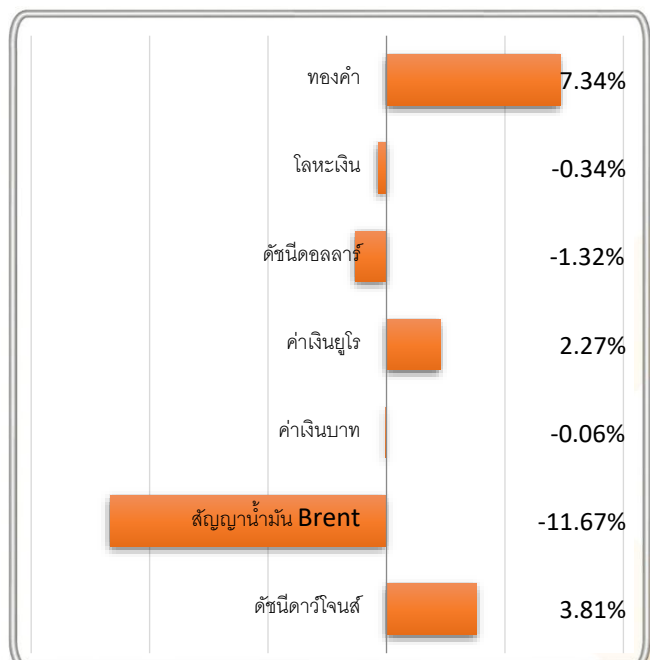 ทองคำ 7.34%
โลหะเงิน -0.34%
ดัชนีดอลลาร์ -1.32%
ค่าเงินยูโร 2.27%
ค่าเงินบาท -0.06%
สัญญาน้ำมัน Brent -11.67%
ดัชนีดาวโจนส์ 3.81%